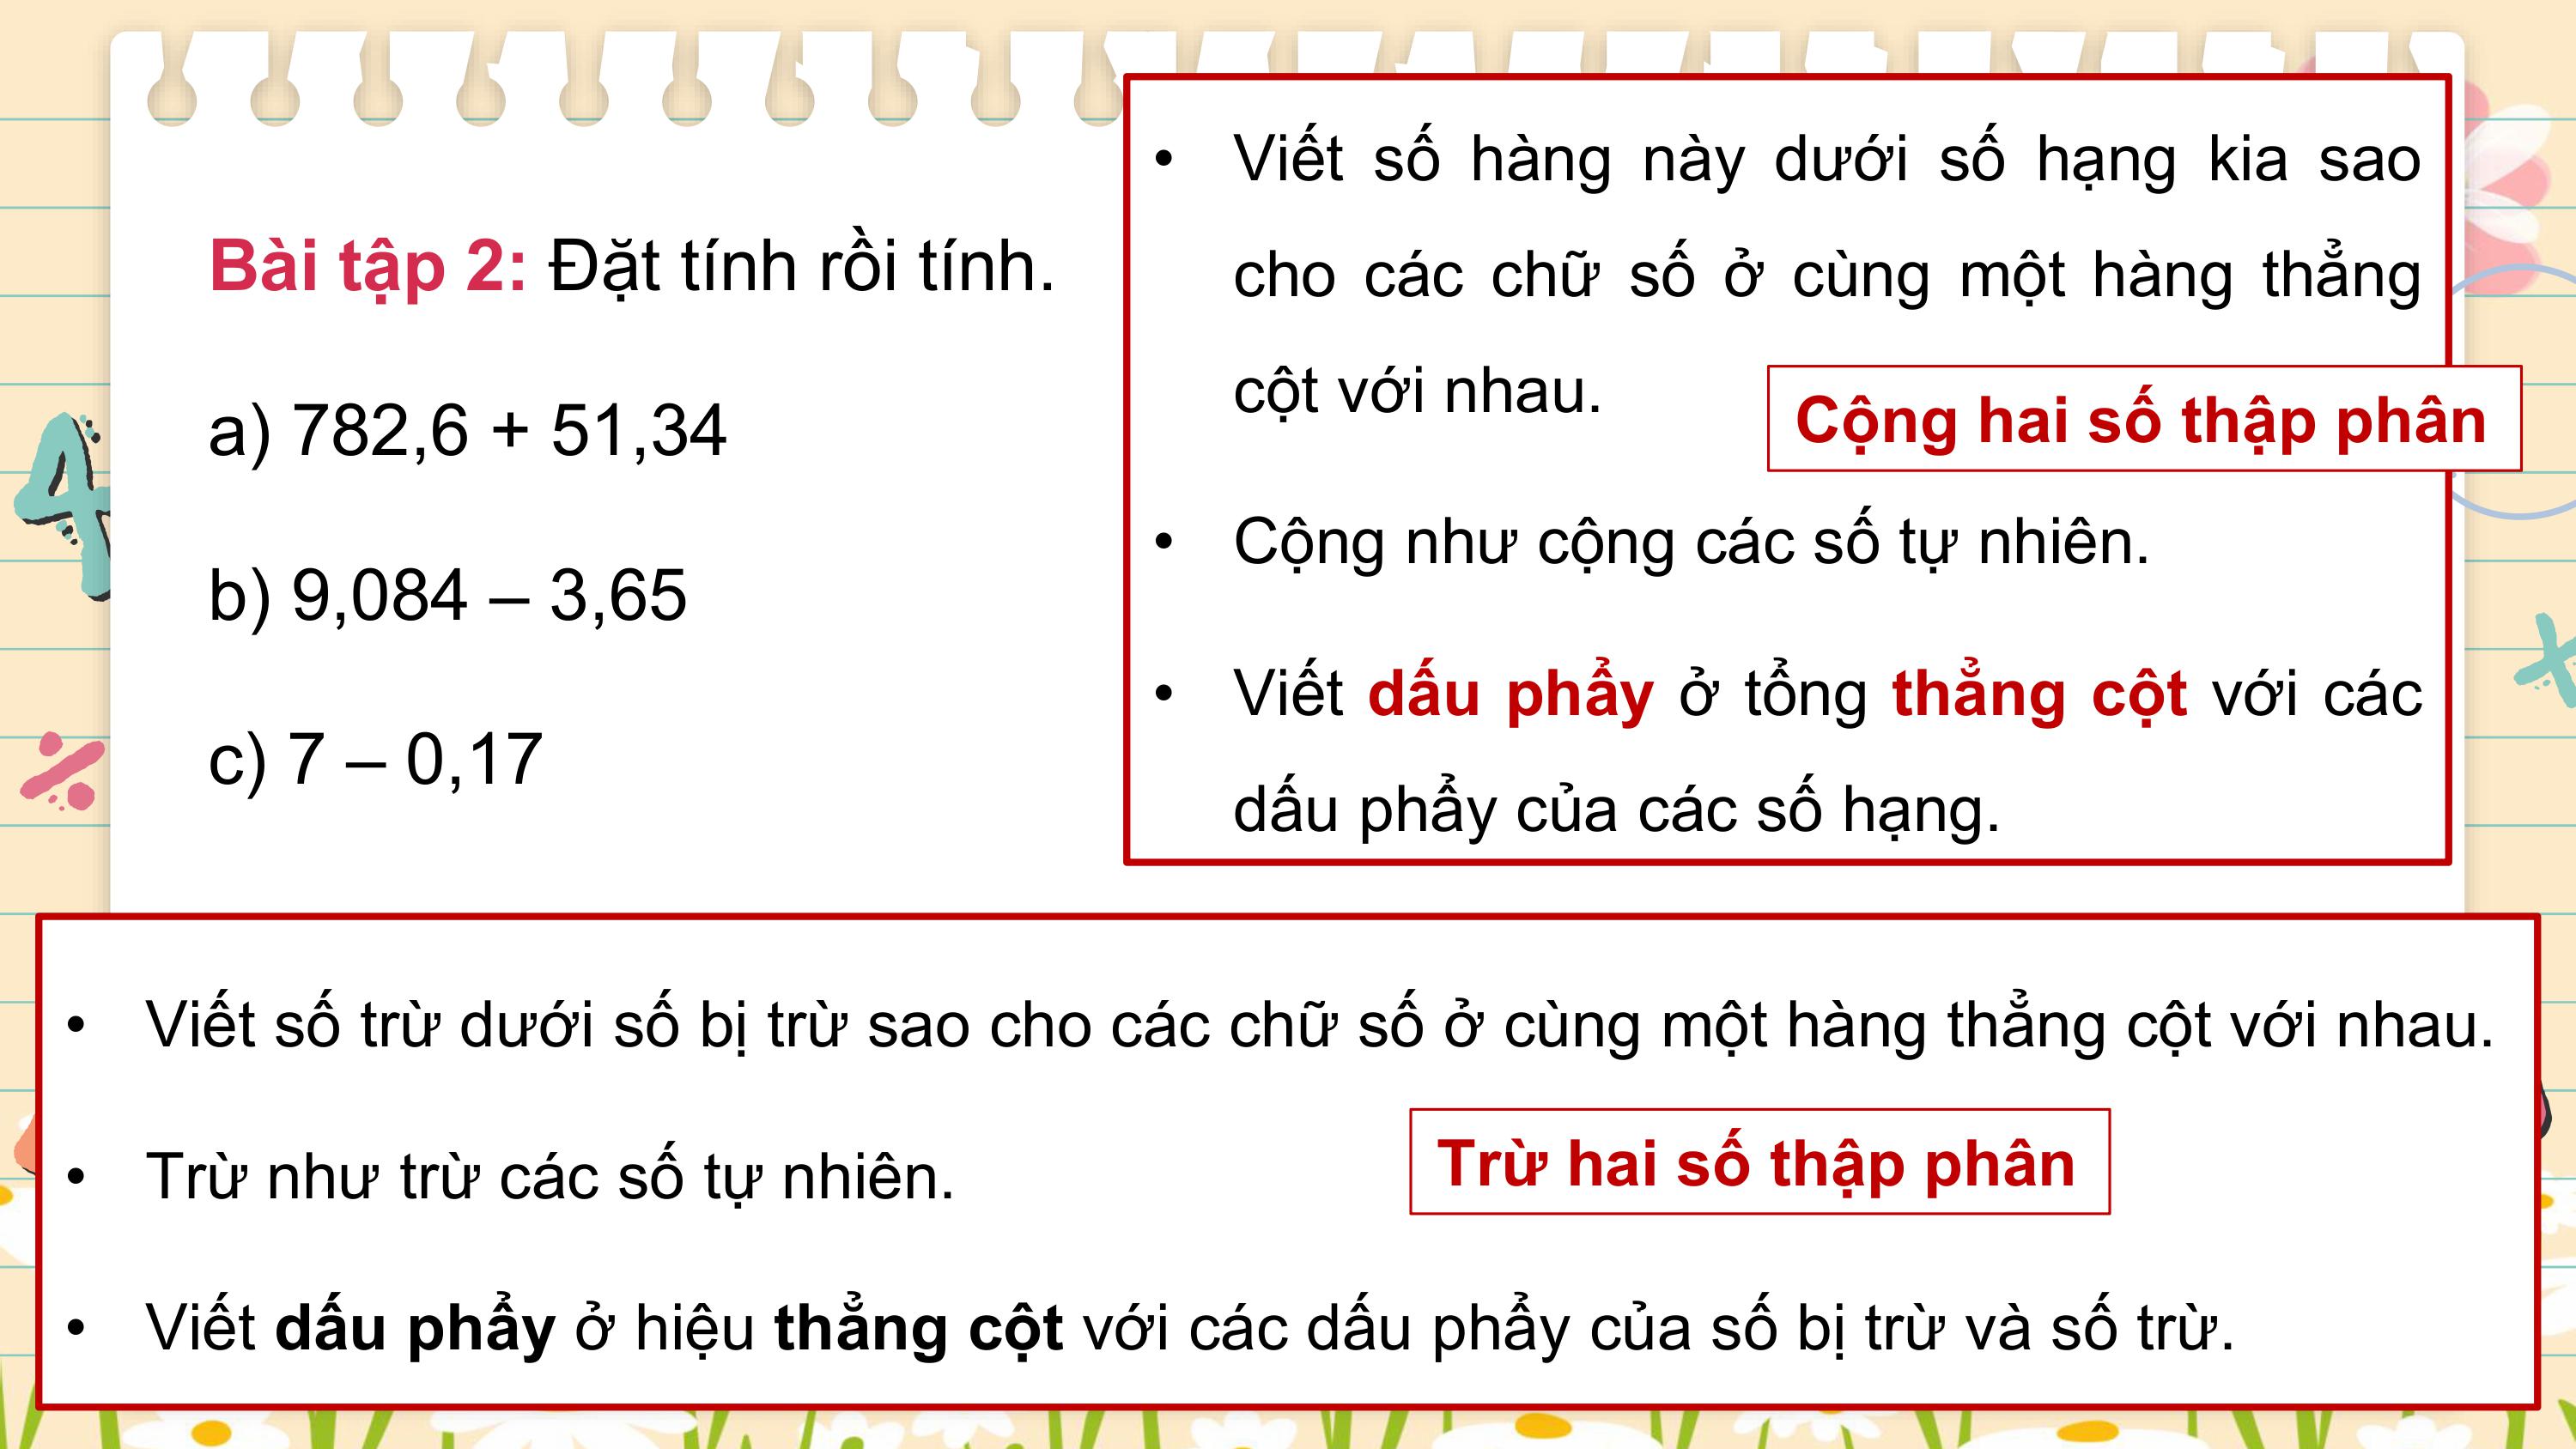 Bài tập 2: Đặt tính rồi tính.
a) 782,6 + 51,34
b) 9,084 – 3,65
c) 7 – 0,17
• Viết số hàng này dưới số hạng kia sao
cho các chữ số ở cùng một hàng thẳng
cột với nhau.
Cộng hai số thập phân
• Cộng như cộng các số tự nhiên.
• Viết dấu phẩy ở tổng thẳng cột với các
dấu phẩy của các số hạng.
• Viết số trừ dưới số bị trừ sao cho các chữ số ở cùng một hàng thẳng cột với nhau.
• Trừ như trừ các số tự nhiên.
Trừ hai số thập phân
• Viết dấu phẩy ở hiệu thẳng cột với các dấu phẩy của số bị trừ và số trừ.
4
%